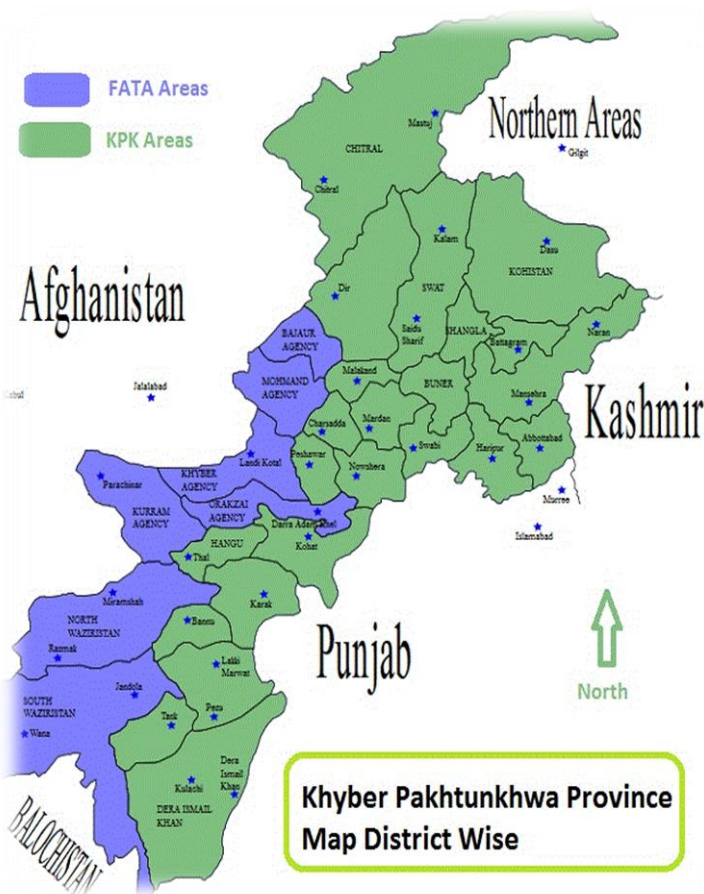 FATA Areas
KPK Areas
Northern Areas
Mastuj
Gilgit
CHITRAL
Chitral
Kalam
Dasu
KOHISTAN
Afghanistan
Dir
SWAT
Saidu
Sharif
SHANGLA
Naran
Battagram
BAJAUR
AGENCY
MOHMAND
AGENCY
Malakand
BUNER
Mansehra
Kashmir
Jalalabad
Charsadda
Mardan
Swabi
Haripur
Abbottabad
Landi Kotal
Peshawar
Nowshera
KHYBER
AGENCY
Parachinar
Murree
KURRAM
AGENCY
ORAKZAI
AGENCY
Darra Adam Khel
Kohat
Islamabad
HANGU
Thal
Miramshah
Karak
NORTH
WAZIRISTAN
Bannu
Punjab
Razmak
Lakki
Marwat
North
Jandola
SOUTH
WAZIRISTAN
Pezu
Tank
Wana
Dera
Ismail
Khan
Kulachi
DERA ISMAIL
KHAN
BALOCHISTAN
Khyber Pakhtunkhwa Province
Map District Wise